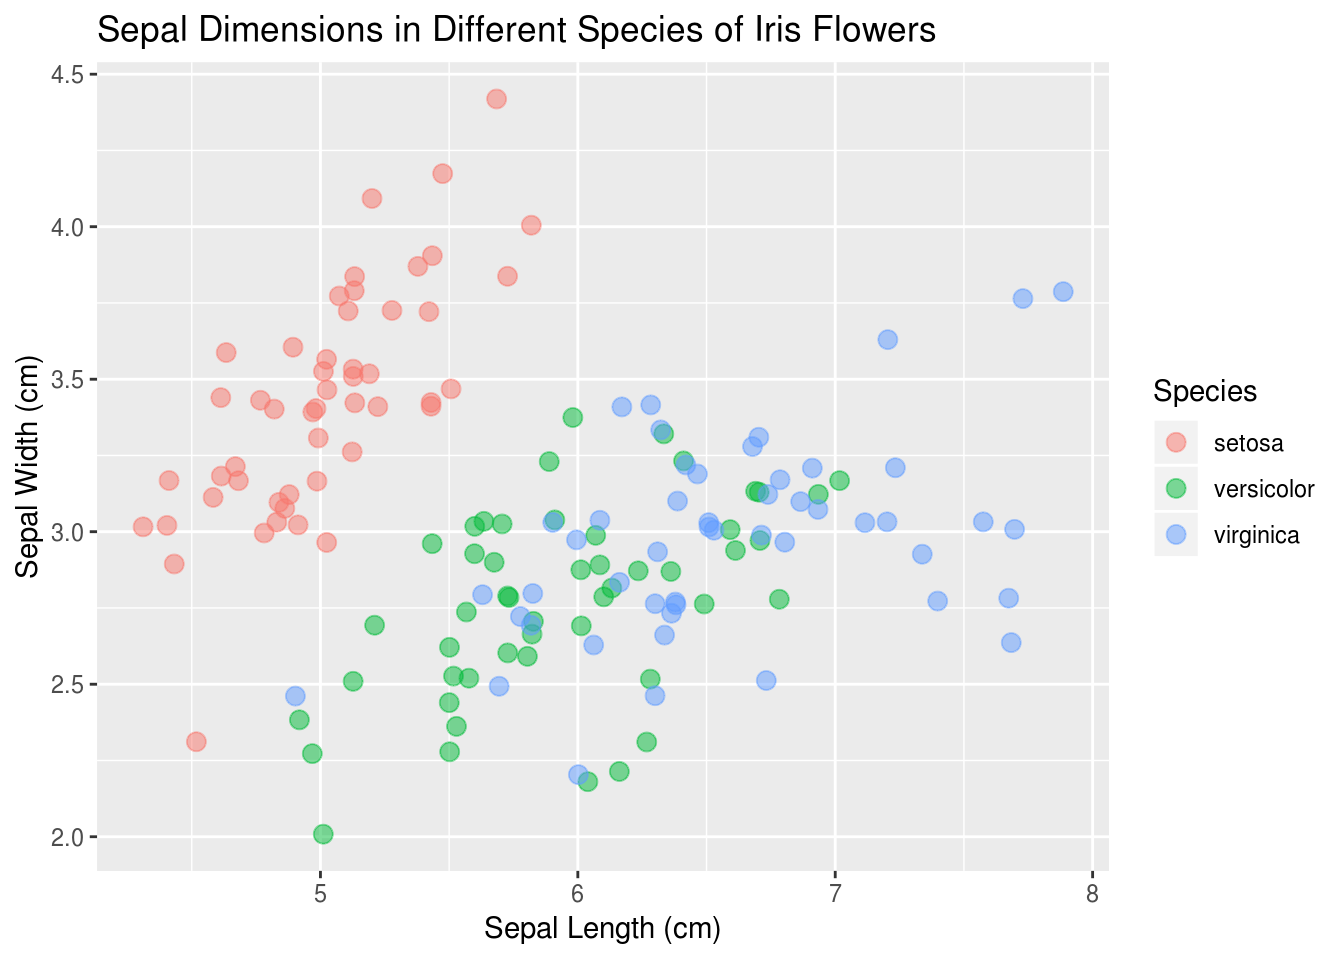 Sepal Dimensions in Different Species of Iris Flowers
4.5
4.0
3.5
3.0
2.5
2.0
Sepal Width (cm)
5 6 7 8
Sepal Length (cm)
Species
setosa
versicolor
virginica